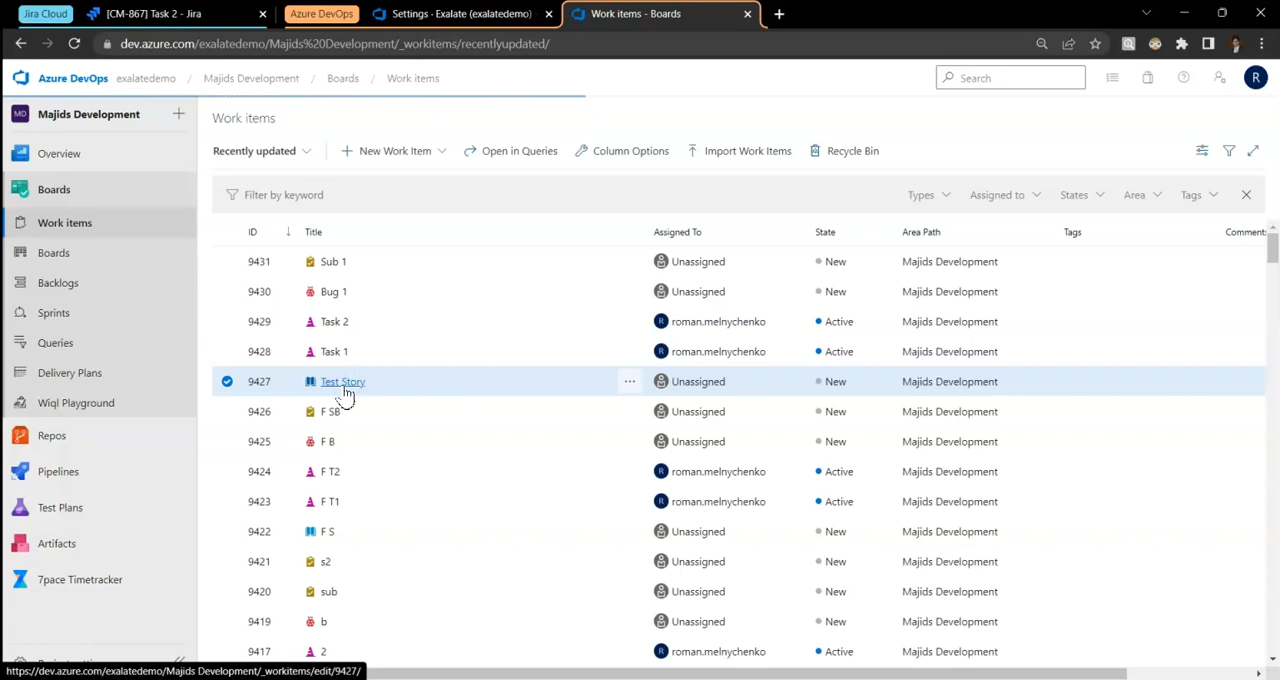 Jira Cloud
[CM-867] Task 2 - Jira
Azure DevOps
Settings · Exalate (exalatedemo)
Work items - Boards
dev.azure.com/exalatedemo/Majids%20Development/_workitems/recentlyupdated/
Azure DevOps exalatedemo / Majids Development / Boards / Work items
Search
R
MD Majids Development
Overview
Boards
Work items
Boards
Backlogs
Sprints
Queries
Delivery Plans
Wiql Playground
Repos
Pipelines
Test Plans
Artifacts
7pace Timetracker
Work items
Recently updated New Work Item Open in Queries Column Options Import Work Items Recycle Bin
Filter by keyword Types Assigned to States Area Tags
ID Title Assigned To State Area Path Tags Comment
9431 Sub 1 Unassigned New Majids Development
9430 Bug 1 Unassigned New Majids Development
9429 Task 2 R roman.melnychenko Active Majids Development
9428 Task 1 R roman.melnychenko Active Majids Development
9427 Test Story ... Unassigned New Majids Development
9426 F SB Unassigned New Majids Development
9425 F B Unassigned New Majids Development
9424 F T2 R roman.melnychenko Active Majids Development
9423 F T1 R roman.melnychenko Active Majids Development
9422 F S Unassigned New Majids Development
9421 s2 Unassigned New Majids Development
9420 sub Unassigned New Majids Development
9419 b Unassigned New Majids Development
9417 2 R roman.melnychenko Active Majids Development
https://dev.azure.com/exalatedemo/Majids Development/_workitems/edit/9427/